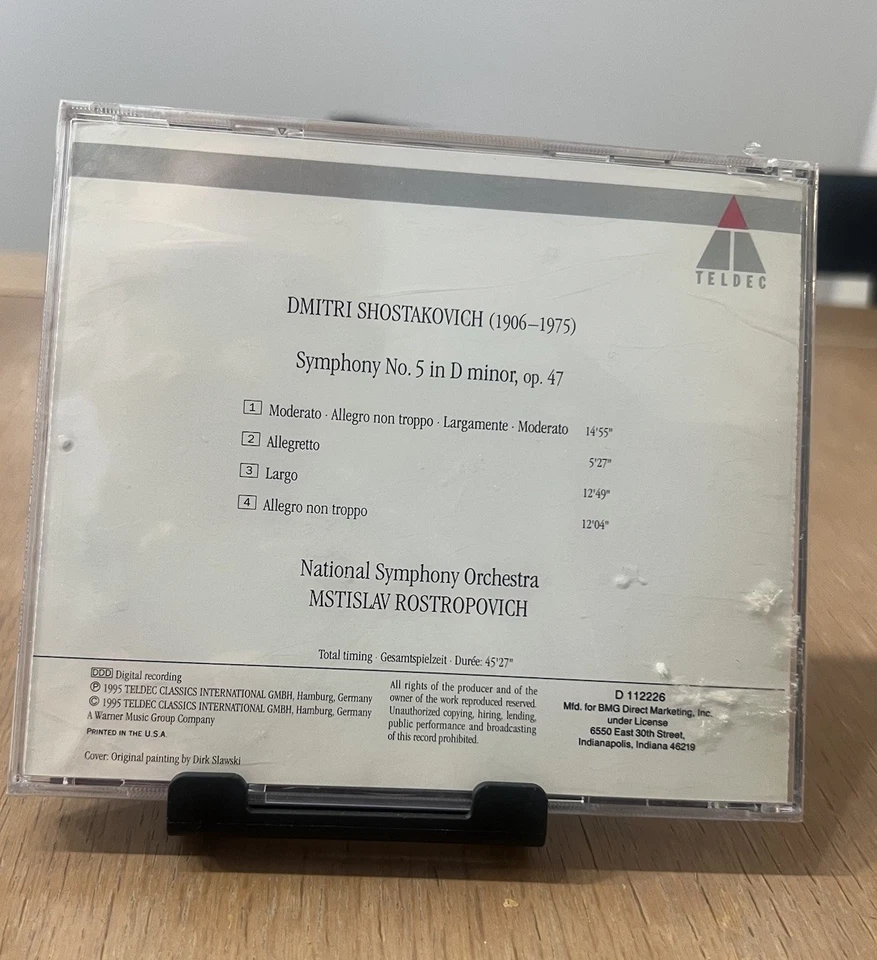 TELDEC
DMITRI SHOSTAKOVICH (1906–1975)
Symphony No. 5 in D minor, op. 47
1 Moderato · Allegro non troppo · Largamente · Moderato 14'55"
2 Allegretto 5'27"
3 Largo 12'49"
4 Allegro non troppo 12'04"
National Symphony Orchestra
MSTISLAV ROSTROPOVICH
Total timing · Gesamtspielzeit · Durée: 45'27"
DDD Digital recording
℗ 1995 TELDEC CLASSICS INTERNATIONAL GMBH, Hamburg, Germany
© 1995 TELDEC CLASSICS INTERNATIONAL GMBH, Hamburg, Germany
A Warner Music Group Company
PRINTED IN THE U.S.A.
Cover: Original painting by Dirk Slawski
All rights of the producer and of the
owner of the work reproduced reserved.
Unauthorized copying, hiring, lending,
public performance and broadcasting
of this record prohibited.
D 112226
Mfd. for BMG Direct Marketing, Inc.
under License
6550 East 30th Street,
Indianapolis, Indiana 46219